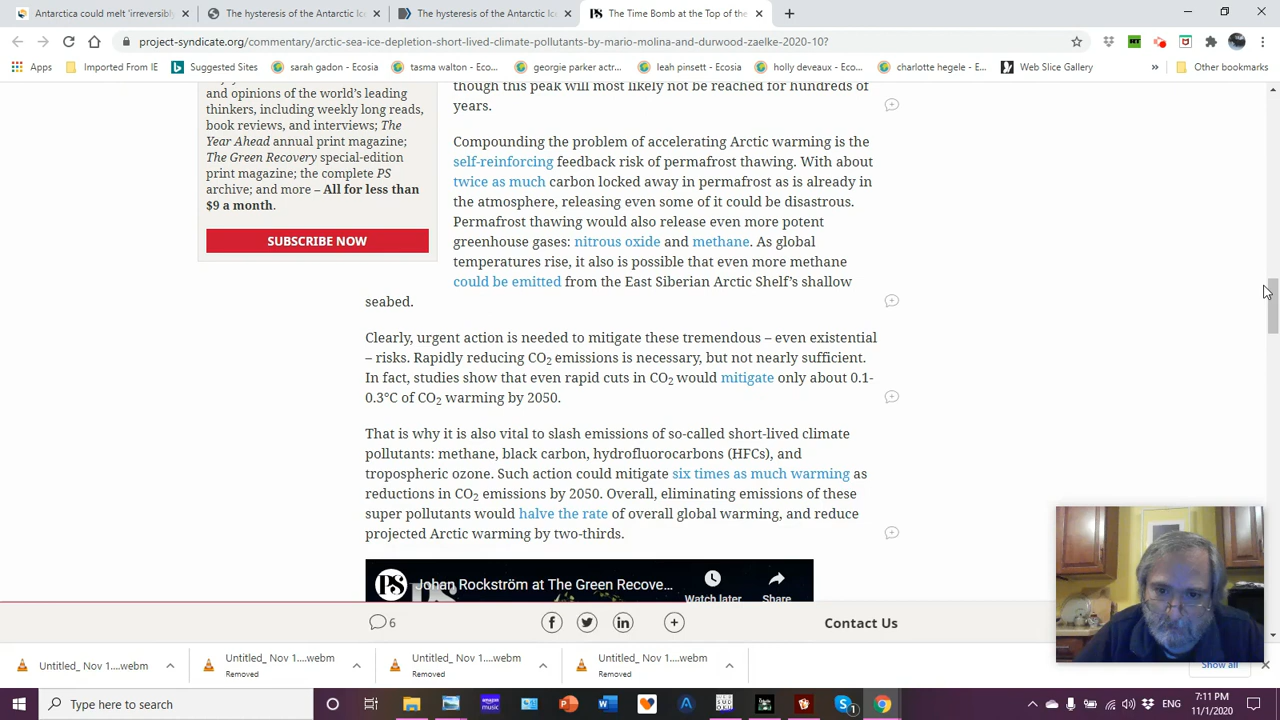 Antarctica could melt 'irreversibly
The hysteresis of the Antarctic Ice
The hysteresis of the Antarctic Ice
The Time Bomb at the Top of the
project-syndicate.org/commentary/arctic-sea-ice-depletion-short-lived-climate-pollutants-by-mario-molina-and-durwood-zaelke-2020-10?
Apps
Imported From IE
Suggested Sites
sarah gadon - Ecosia
tasma walton - Eco...
georgie parker actr...
leah pinsett - Ecosia
holly deveaux - Eco...
charlotte hegele - E...
Web Slice Gallery
»
Other bookmarks
and opinions of the world's leading
thinkers, including weekly long reads,
book reviews, and interviews; The
Year Ahead annual print magazine;
The Green Recovery special-edition
print magazine; the complete PS
archive; and more – All for less than
$9 a month.
SUBSCRIBE NOW
though this peak will most likely not be reached for hundreds of
years.
Compounding the problem of accelerating Arctic warming is the
self-reinforcing feedback risk of permafrost thawing. With about
twice as much carbon locked away in permafrost as is already in
the atmosphere, releasing even some of it could be disastrous.
Permafrost thawing would also release even more potent
greenhouse gases: nitrous oxide and methane. As global
temperatures rise, it also is possible that even more methane
could be emitted from the East Siberian Arctic Shelf's shallow
seabed.
Clearly, urgent action is needed to mitigate these tremendous – even existential
– risks. Rapidly reducing CO2 emissions is necessary, but not nearly sufficient.
In fact, studies show that even rapid cuts in CO2 would mitigate only about 0.1-
0.3°C of CO2 warming by 2050.
That is why it is also vital to slash emissions of so-called short-lived climate
pollutants: methane, black carbon, hydrofluorocarbons (HFCs), and
tropospheric ozone. Such action could mitigate six times as much warming as
reductions in CO2 emissions by 2050. Overall, eliminating emissions of these
super pollutants would halve the rate of overall global warming, and reduce
projected Arctic warming by two-thirds.
PS
Johan Rockström at The Green Recove...
Watch later
Share
6
Contact Us
Untitled_ Nov 1....webm
Untitled_ Nov 1....webm
Removed
Untitled_ Nov 1....webm
Removed
Untitled_ Nov 1....webm
Removed
Show all
Type here to search
7:11 PM
11/1/2020